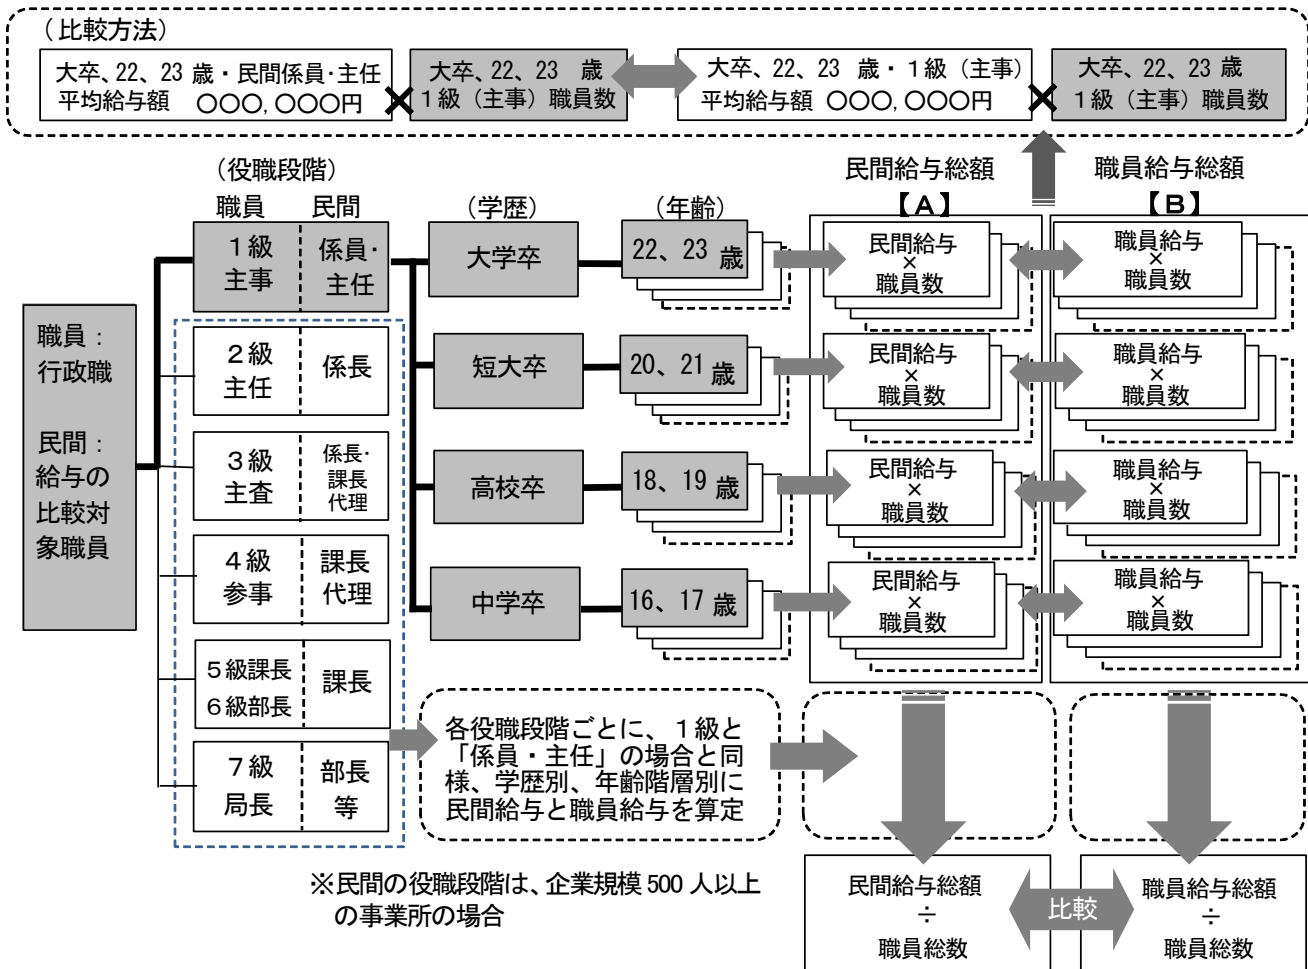 (比較方法)
大卒、22、23 歳・民間係員・主任
平均給与額 〇〇〇,〇〇〇円
×
大卒、22、23 歳
1級(主事)職員数
大卒、22、23 歳・1級(主事)
平均給与額 〇〇〇,〇〇〇円
×
大卒、22、23 歳
1級(主事)職員数
(役職段階)
職員 民間
(学歴)
(年齢)
民間給与総額
【A】
職員給与総額
【B】
職員:
行政職
民間:
給与の
比較対
象職員
1級
主事
係員・
主任
大学卒
22、23 歳
民間給与
×
職員数
職員給与
×
職員数
2級
主任
係長
短大卒
20、21 歳
民間給与
×
職員数
職員給与
×
職員数
3級
主査
係長・
課長
代理
高校卒
18、19 歳
民間給与
×
職員数
職員給与
×
職員数
4級
参事
課長
代理
中学卒
16、17 歳
民間給与
×
職員数
職員給与
×
職員数
5級課長
6級部長
課長
7級
局長
部長
等
各役職段階ごとに、1級と
「係員・主任」の場合と同
様、学歴別、年齢階層別に
民間給与と職員給与を算定
※民間の役職段階は、企業規模 500 人以上
の事業所の場合
民間給与総額
÷
職員総数
比較
職員給与総額
÷
職員総数